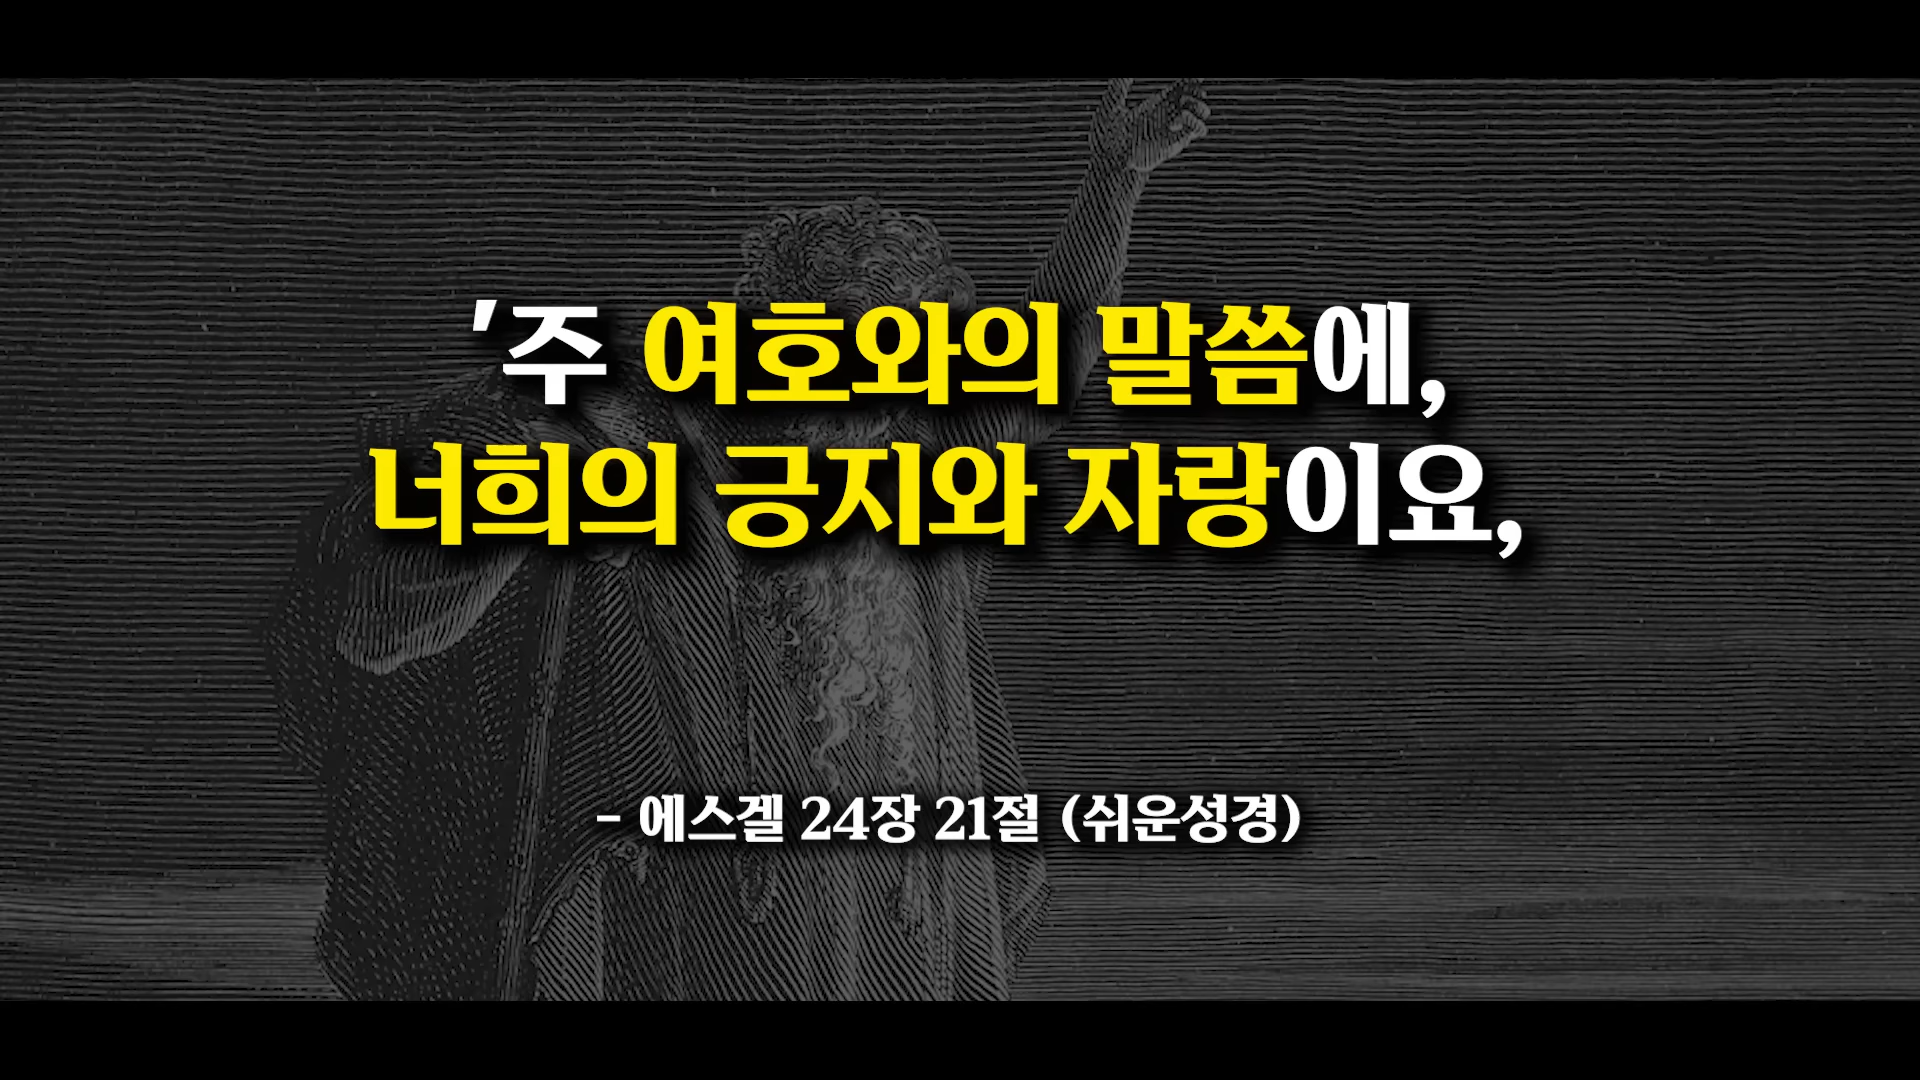 '주 여호와의 말씀에,
너희의 긍지와 자랑이요,
- 에스겔 24장 21절 (쉬운성경)